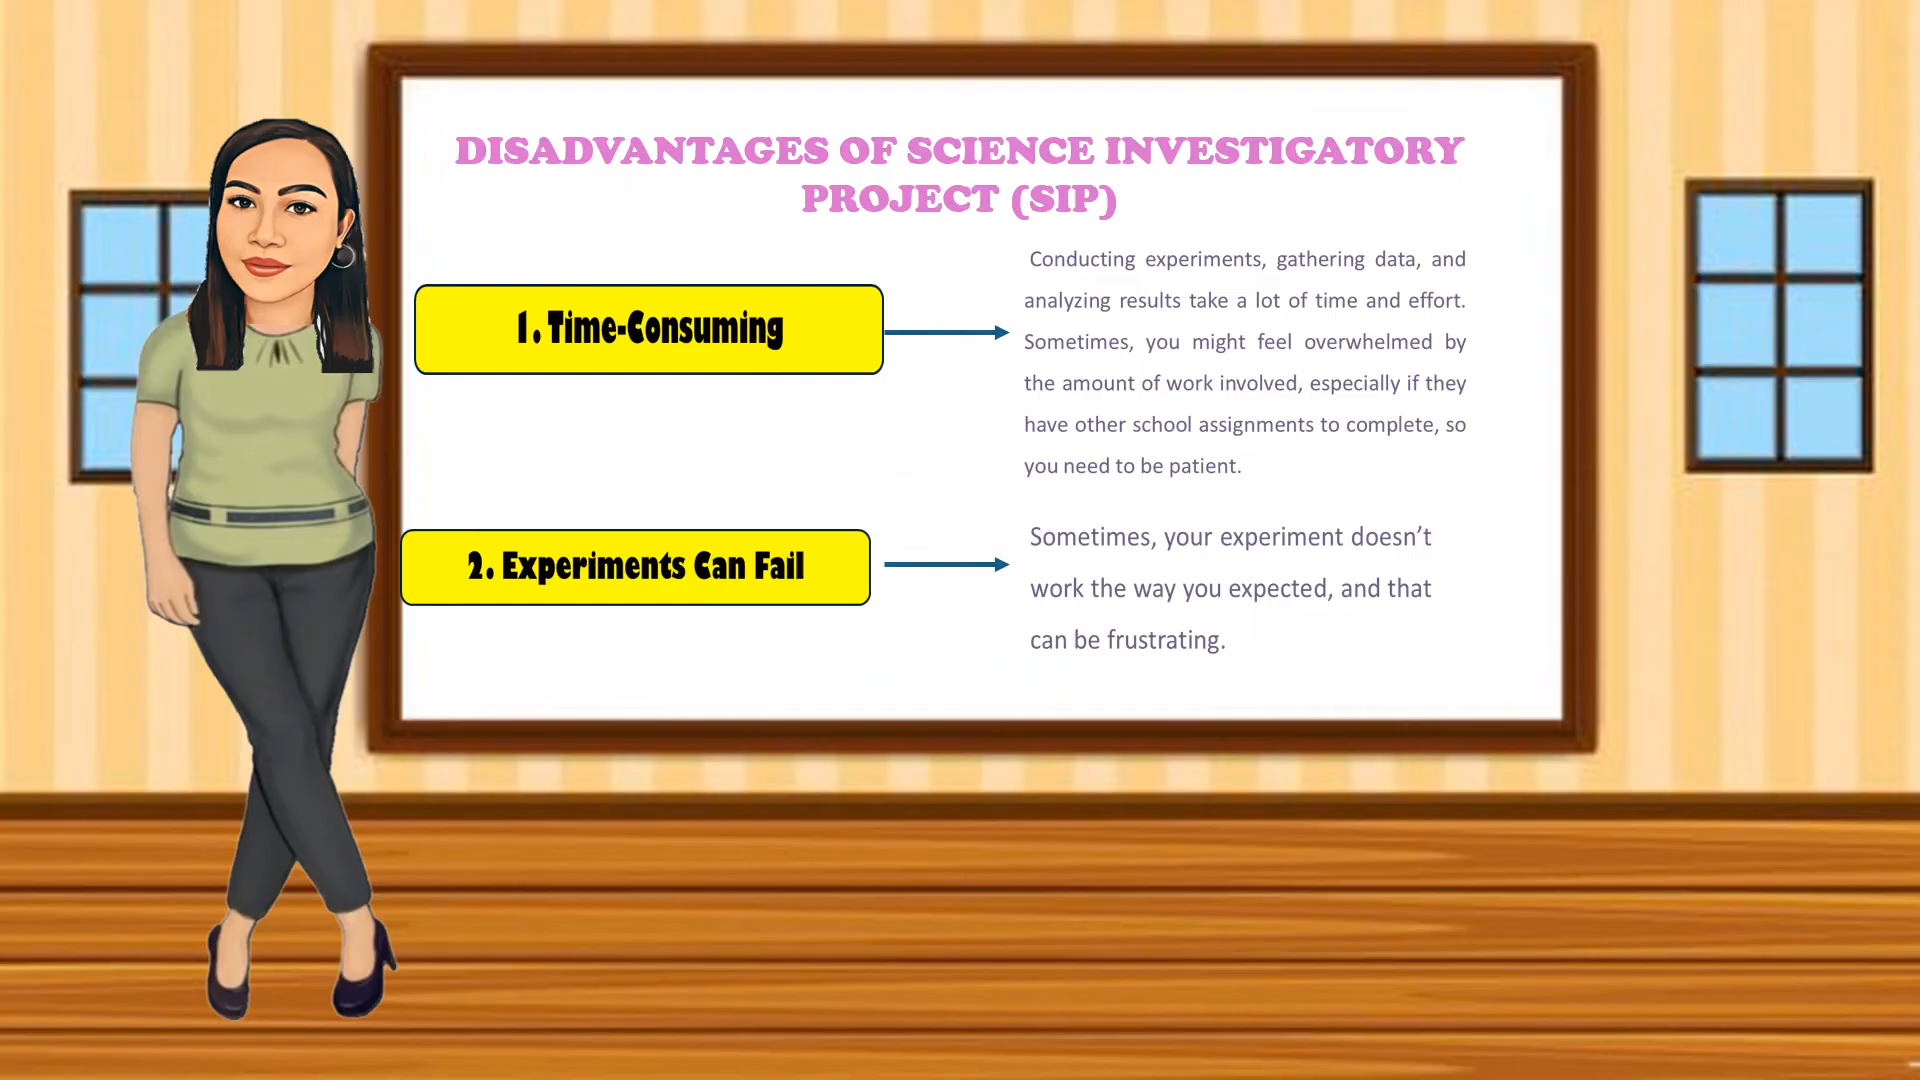 DISADVANTAGES OF SCIENCE INVESTIGATORY
PROJECT (SIP)
1. Time-Consuming
Conducting experiments, gathering data, and
analyzing results take a lot of time and effort.
Sometimes, you might feel overwhelmed by
the amount of work involved, especially if they
have other school assignments to complete, so
you need to be patient.
2. Experiments Can Fail
Sometimes, your experiment doesn’t
work the way you expected, and that
can be frustrating.